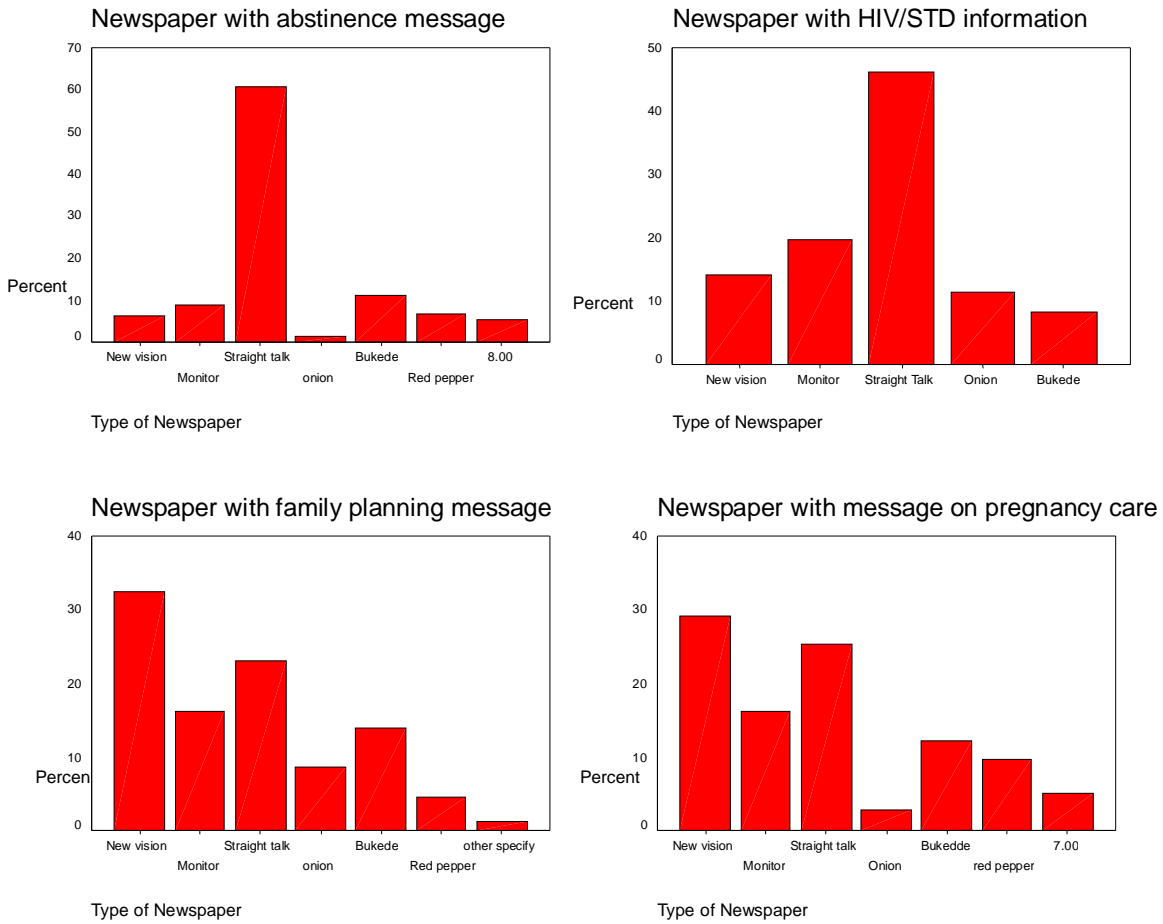 Newspaper with abstinence message
70
60
50
40
30
20
Percent
10
0
New vision Straight talk Bukede 8.00
Monitor onion Red pepper
Type of Newspaper
Newspaper with HIV/STD information
50
40
30
20
Percent
10
0
New vision Monitor Straight Talk Onion Bukede
Type of Newspaper
Newspaper with family planning message
40
30
20
10
Percen
0
New vision Straight talk Bukede other specify
Monitor onion Red pepper
Type of Newspaper
Newspaper with message on pregnancy care
40
30
20
10
Percent
0
New vision Straight talk Bukedde 7.00
Monitor Onion red pepper
Type of Newspaper